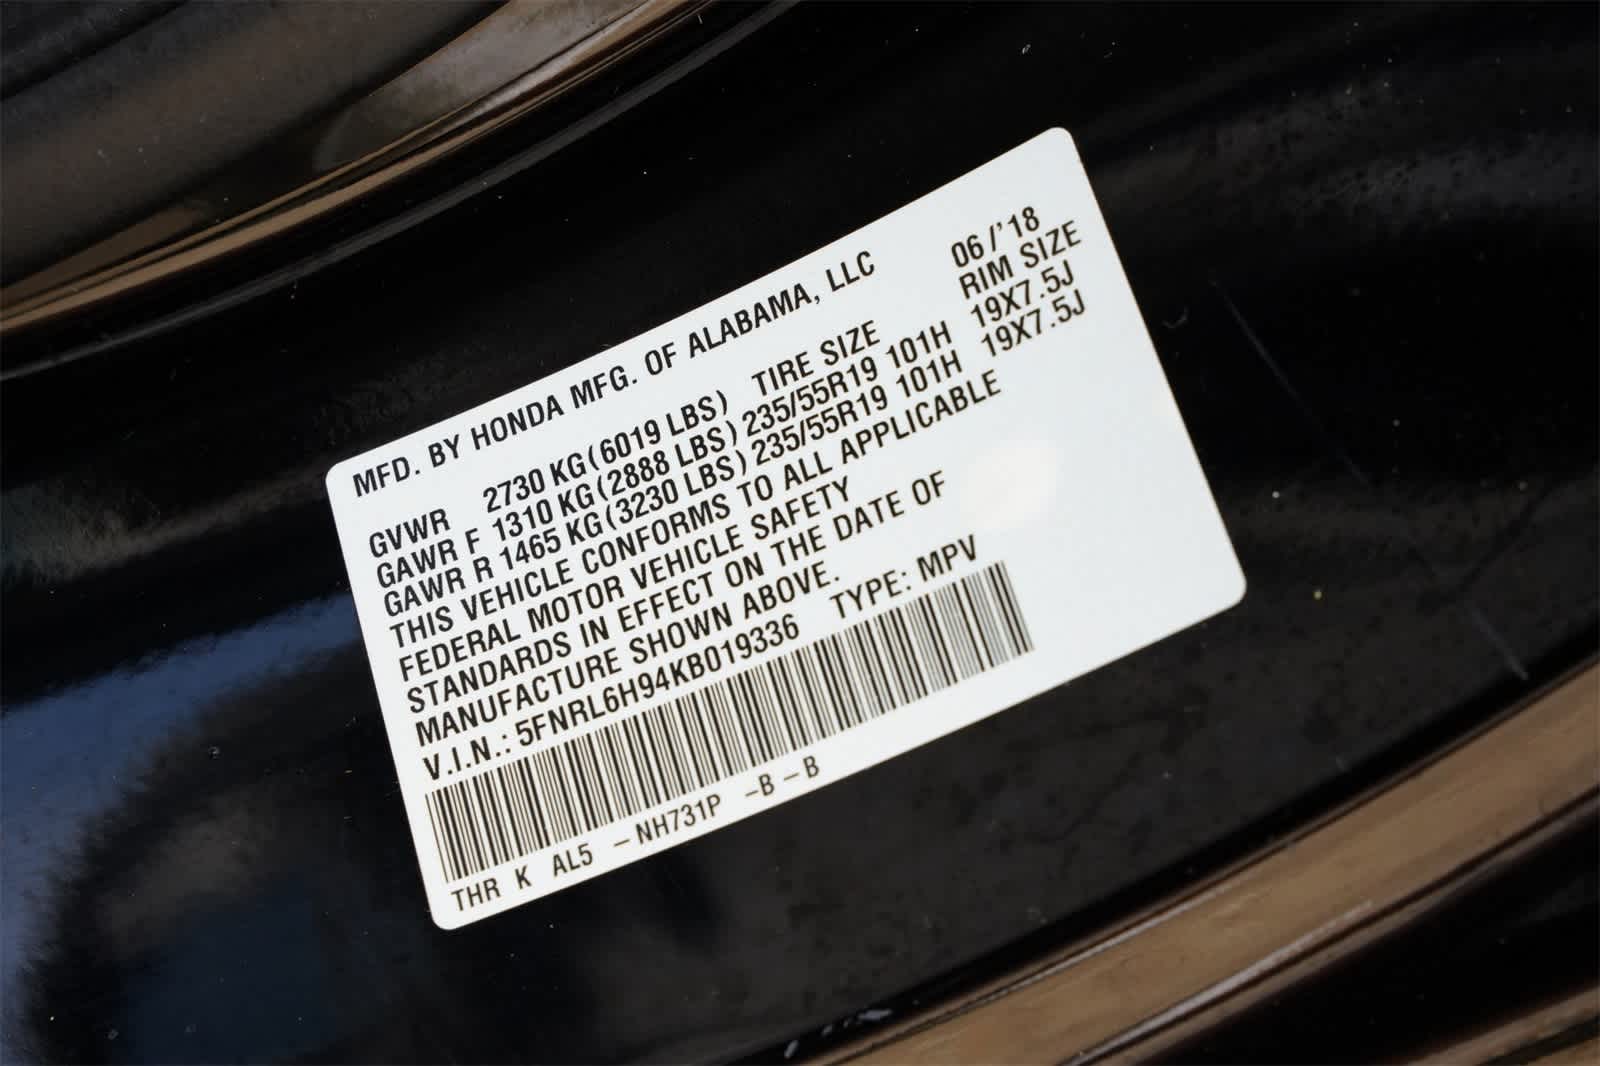 MFD. BY HONDA MFG. OF ALABAMA, LLC 06/'18
GVWR 2730 KG(6019 LBS) TIRE SIZE RIM SIZE
GAWR F 1310 KG(2888 LBS) 235/55R19 101H 19X7.5J
GAWR R 1465 KG(3230 LBS) 235/55R19 101H 19X7.5J
THIS VEHICLE CONFORMS TO ALL APPLICABLE
FEDERAL MOTOR VEHICLE SAFETY
STANDARDS IN EFFECT ON THE DATE OF
MANUFACTURE SHOWN ABOVE.
V.I.N.: 5FNRL6H94KB019336 TYPE: MPV
THR K AL5 -NH731P -B-B